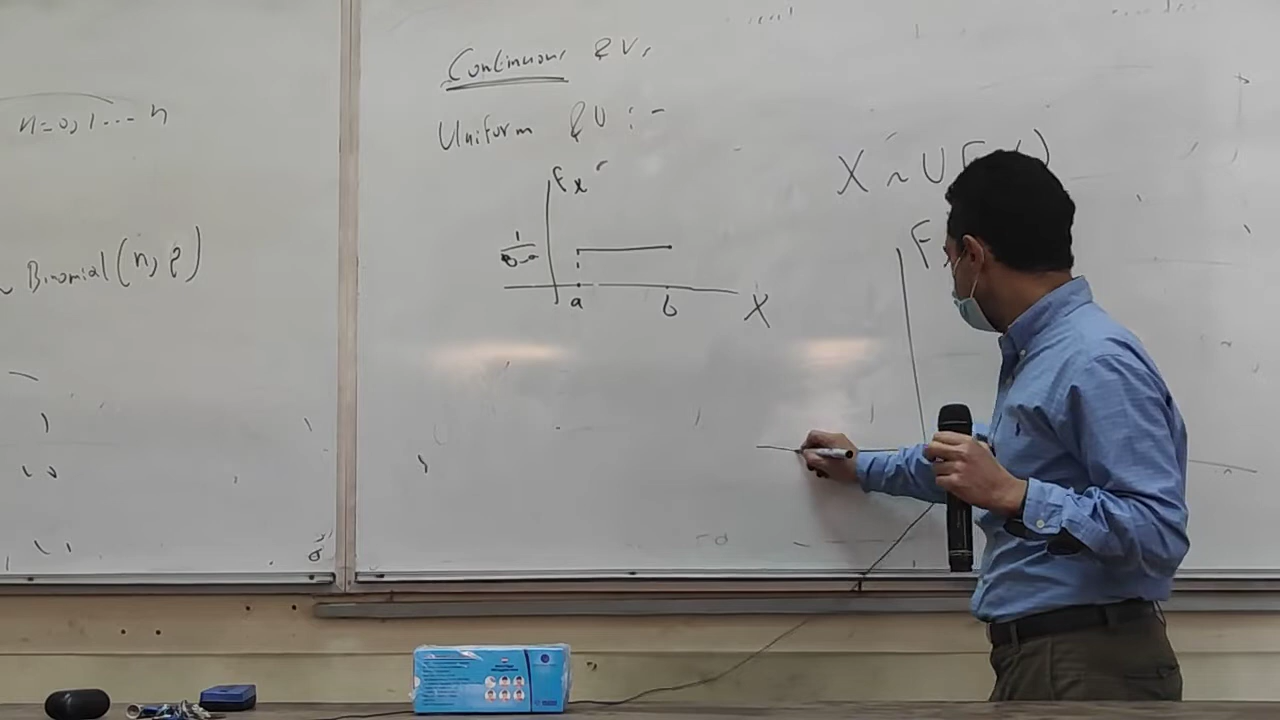 n=0,1...n
~ Binomial(n,p)
Continuous RV,
Uniform RV :-
fx
1
b-a
a
b
X
X ~ U
F